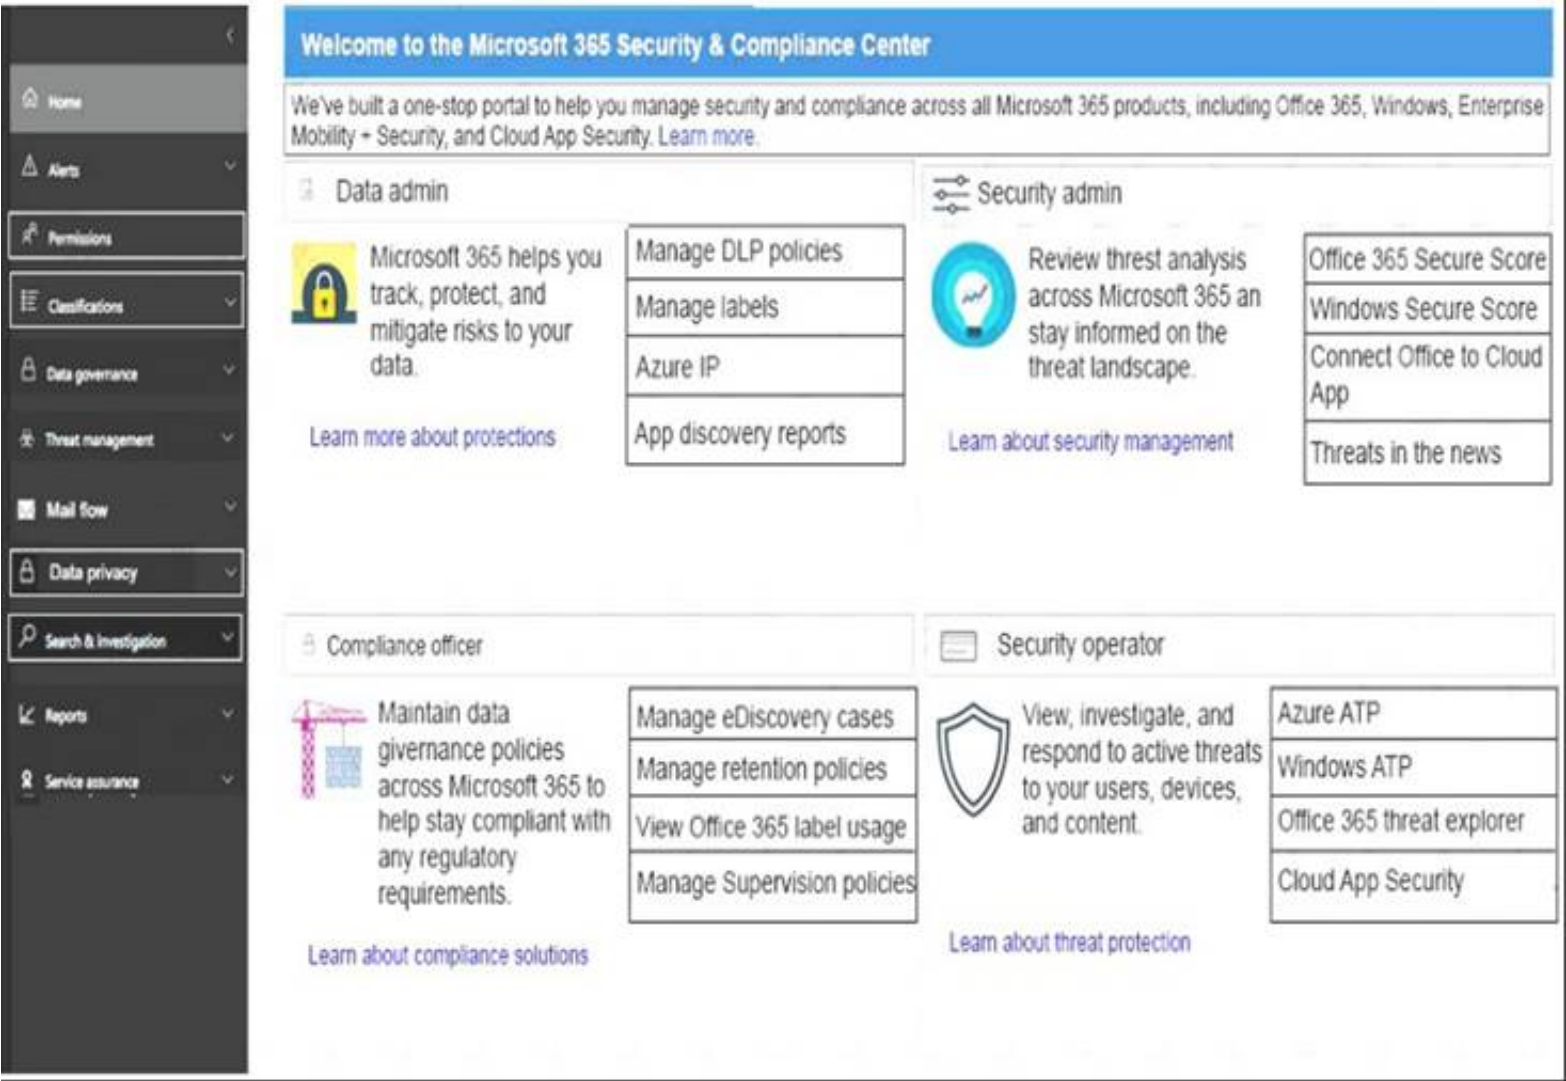 Home
Alerts
Permissions
Classifications
Data governance
Threat management
Mail flow
Data privacy
Search & investigation
Reports
Service assurance
Welcome to the Microsoft 365 Security & Compliance Center
We've built a one-stop portal to help you manage security and compliance across all Microsoft 365 products, including Office 365, Windows, Enterprise
Mobility + Security, and Cloud App Security. Learn more.
Data admin
Microsoft 365 helps you
track, protect, and
mitigate risks to your
data.
Learn more about protections
Manage DLP policies
Manage labels
Azure IP
App discovery reports
Security admin
Review threst analysis
across Microsoft 365 an
stay informed on the
threat landscape.
Learn about security management
Office 365 Secure Score
Windows Secure Score
Connect Office to Cloud
App
Threats in the news
Compliance officer
Maintain data
givernance policies
across Microsoft 365 to
help stay compliant with
any regulatory
requirements.
Learn about compliance solutions
Manage eDiscovery cases
Manage retention policies
View Office 365 label usage
Manage Supervision policies
Security operator
View, investigate, and
respond to active threats
to your users, devices,
and content.
Learn about threat protection
Azure ATP
Windows ATP
Office 365 threat explorer
Cloud App Security